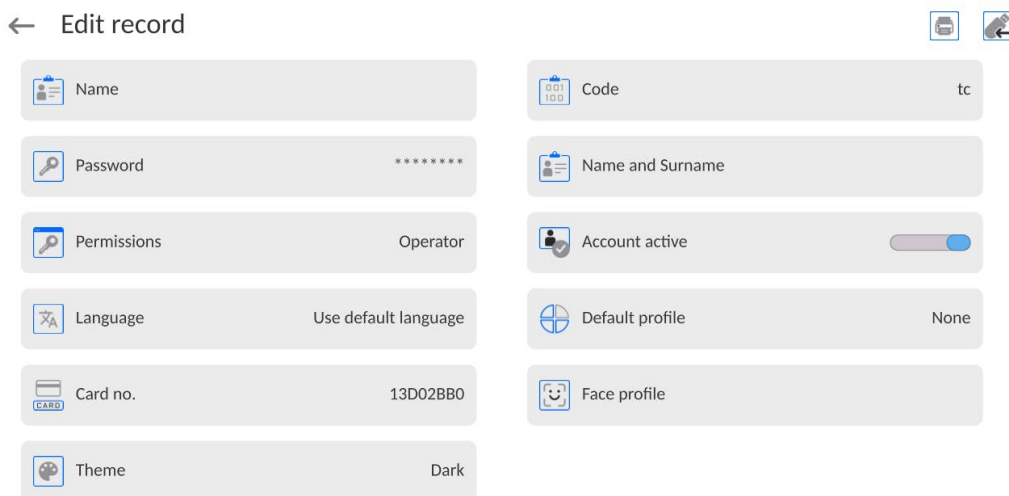 Edit record
Name
Code tc
Password ********
Name and Surname
Permissions Operator
Account active
Language Use default language
Default profile None
CARD Card no. 13D02BB0
Face profile
Theme Dark